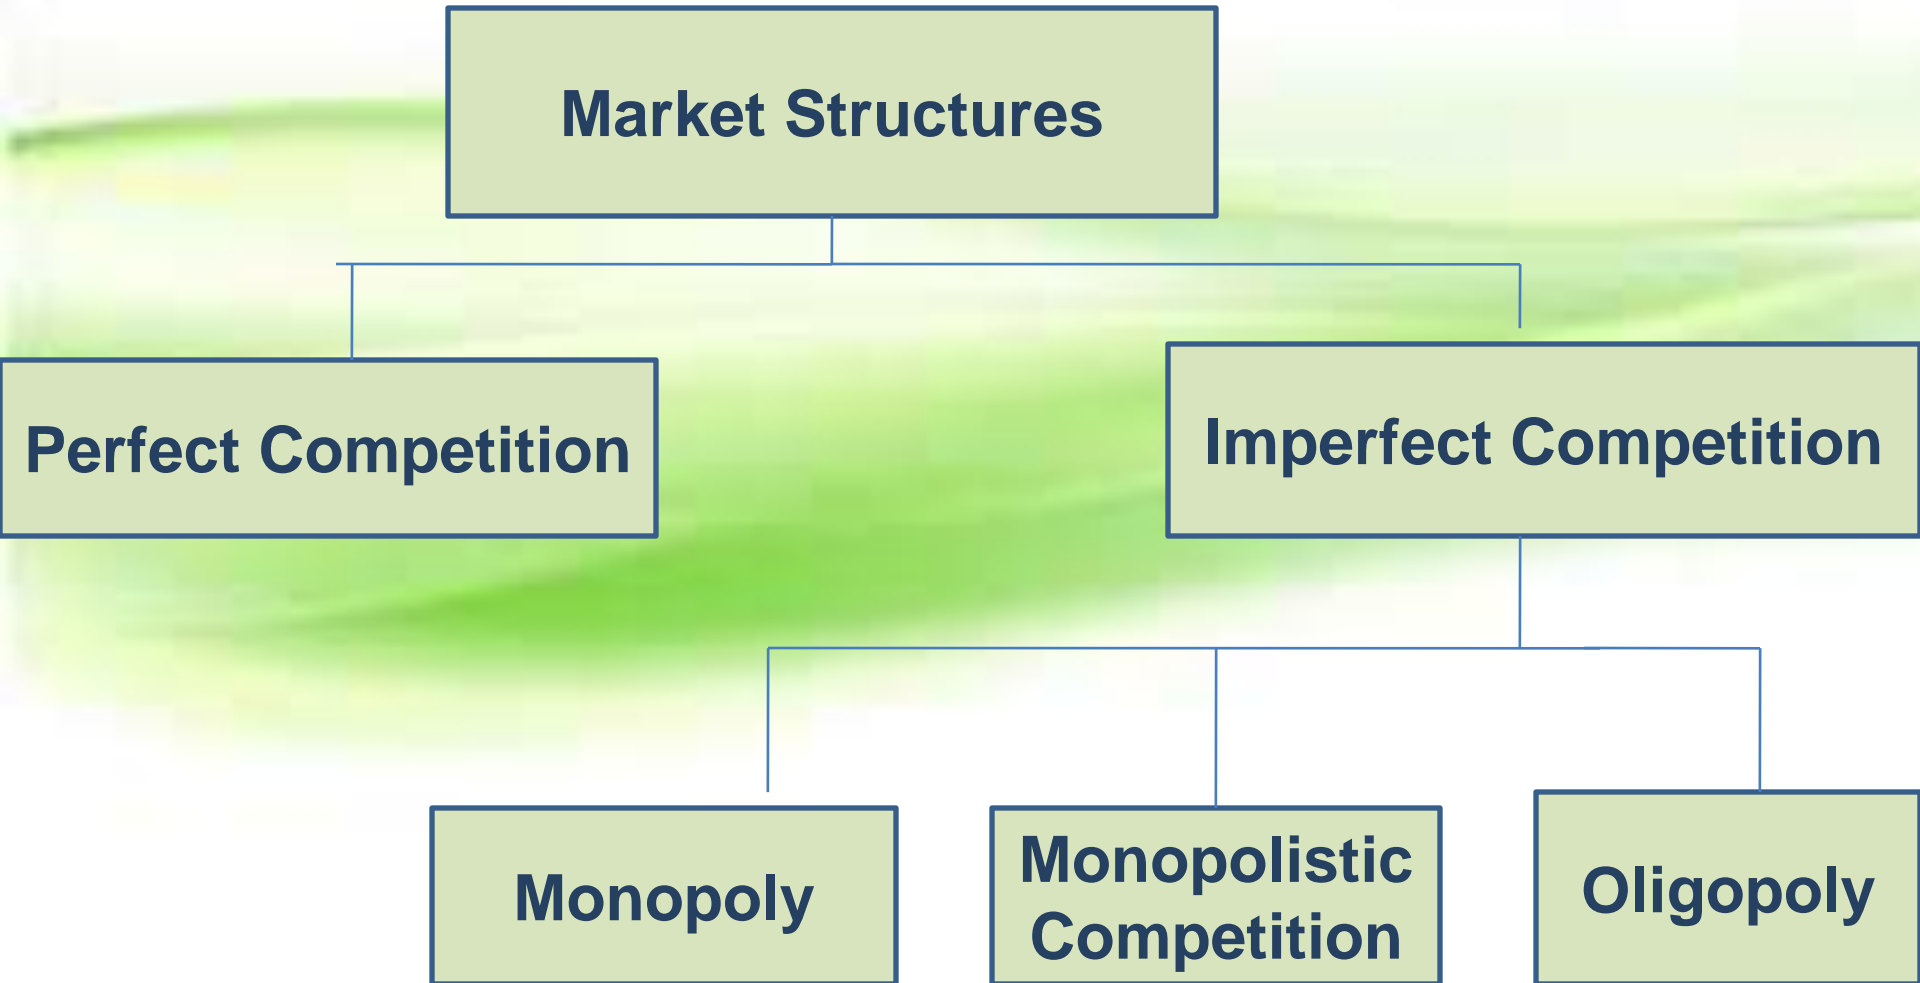 Market Structures
Perfect Competition
Imperfect Competition
Monopoly
Monopolistic
Competition
Oligopoly